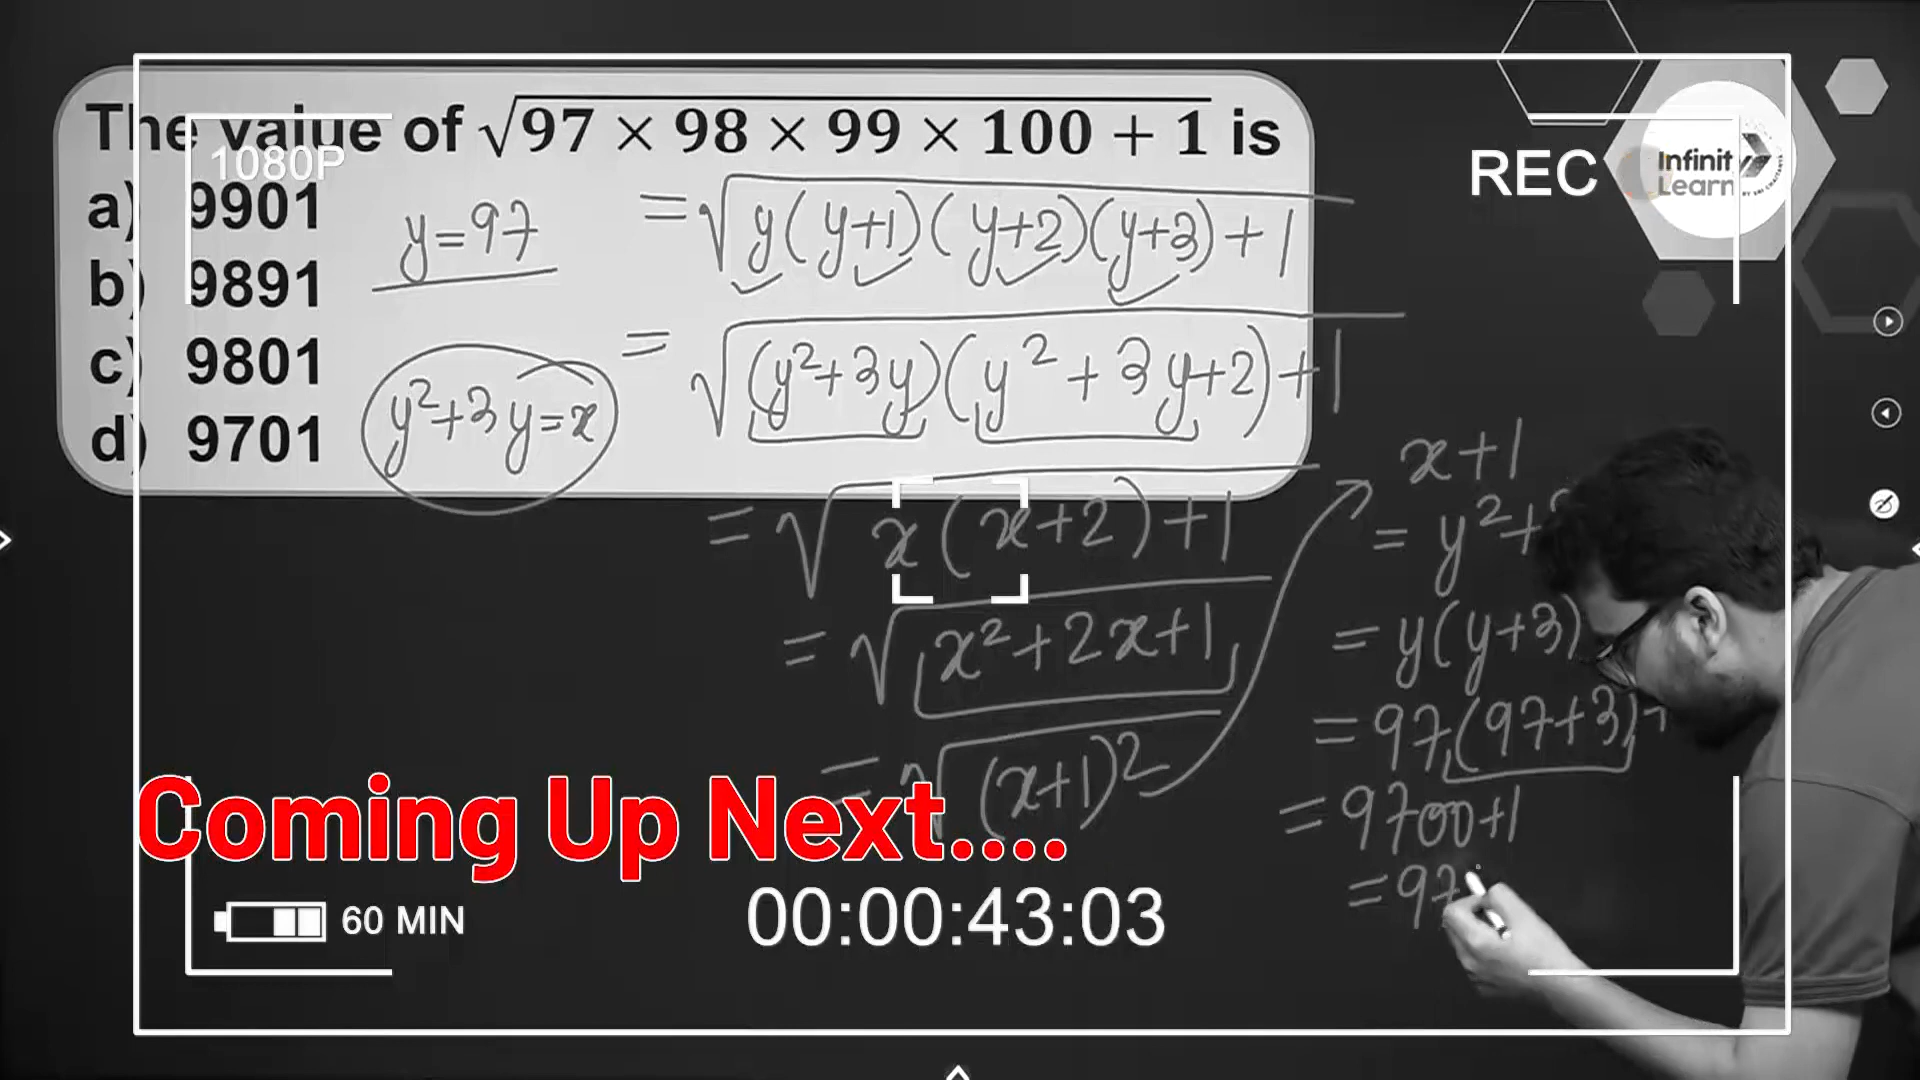 The value of √97 × 98 × 99 × 100 + 1 is
1080P
REC
Infinity
Learn
a) 9901
b) 9891
c) 9801
d) 9701
y=97
=√y(y+1)(y+2)(y+3)+1
=√(y²+3y)(y²+3y+2)+1
y²+3y=x
=√x(x+2)+1
=√x²+2x+1
=√(x+1)²
x+1
=y²+
=y(y+3)
=97(97+3)+
=9700+1
=97
Coming Up Next....
60 MIN
00:00:43:03